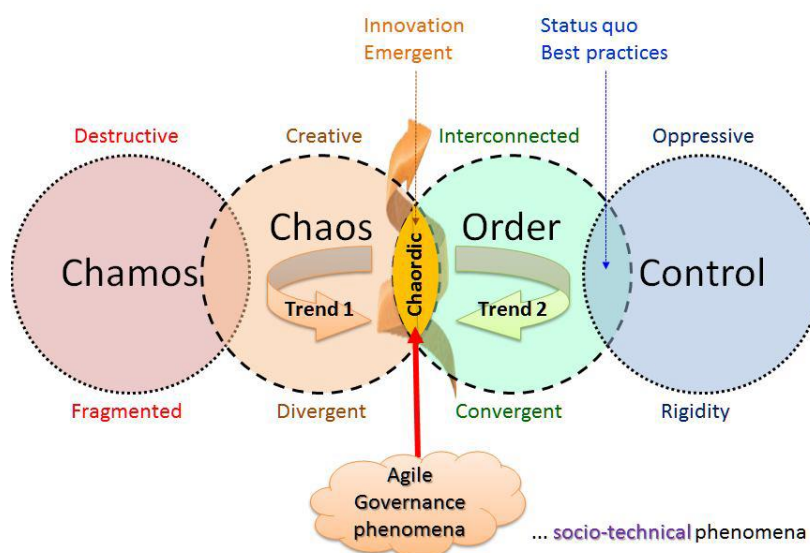 Innovation
Emergent
Status quo
Best practices
Destructive
Creative
Interconnected
Oppressive
Chamos
Chaos
Chaordic
Order
Control
Trend 1
Trend 2
Fragmented
Divergent
Convergent
Rigidity
Agile
Governance
phenomena
... socio-technical phenomena